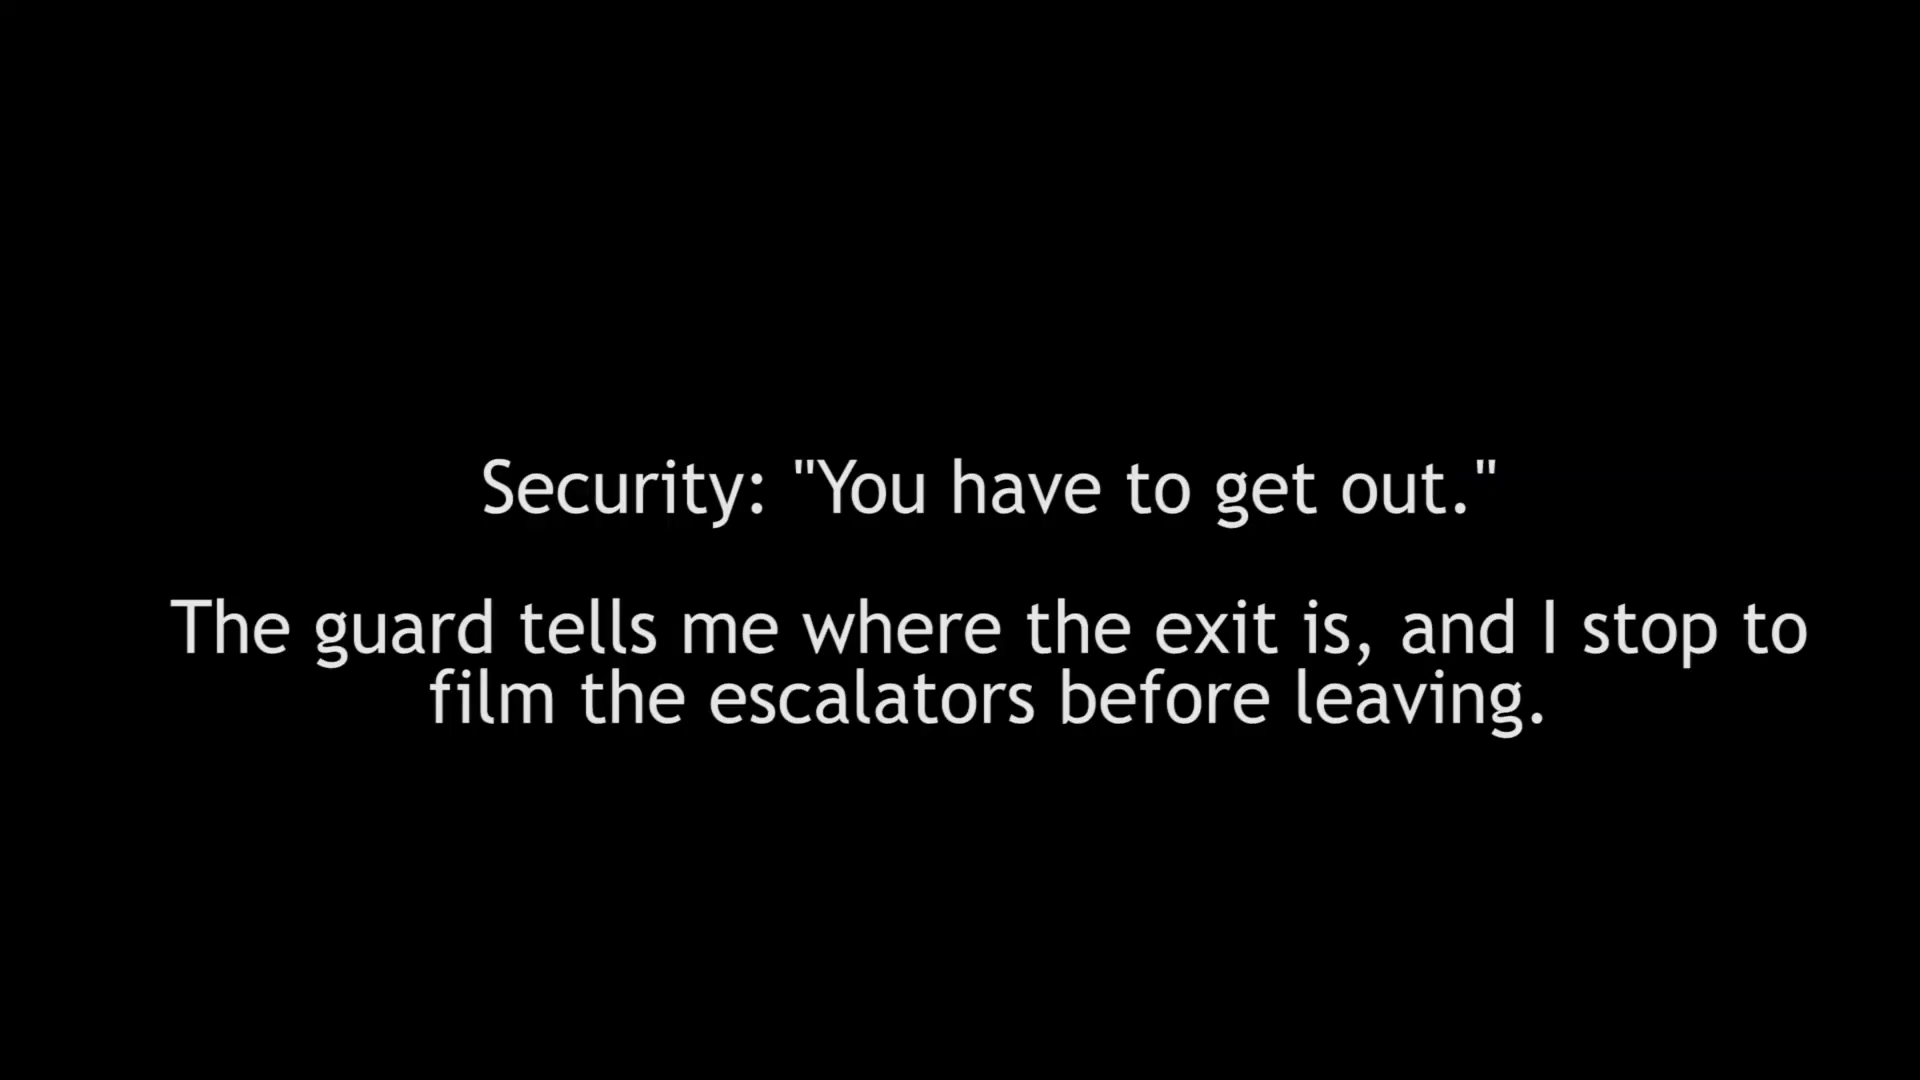 Security: "You have to get out."
The guard tells me where the exit is, and I stop to
film the escalators before leaving.